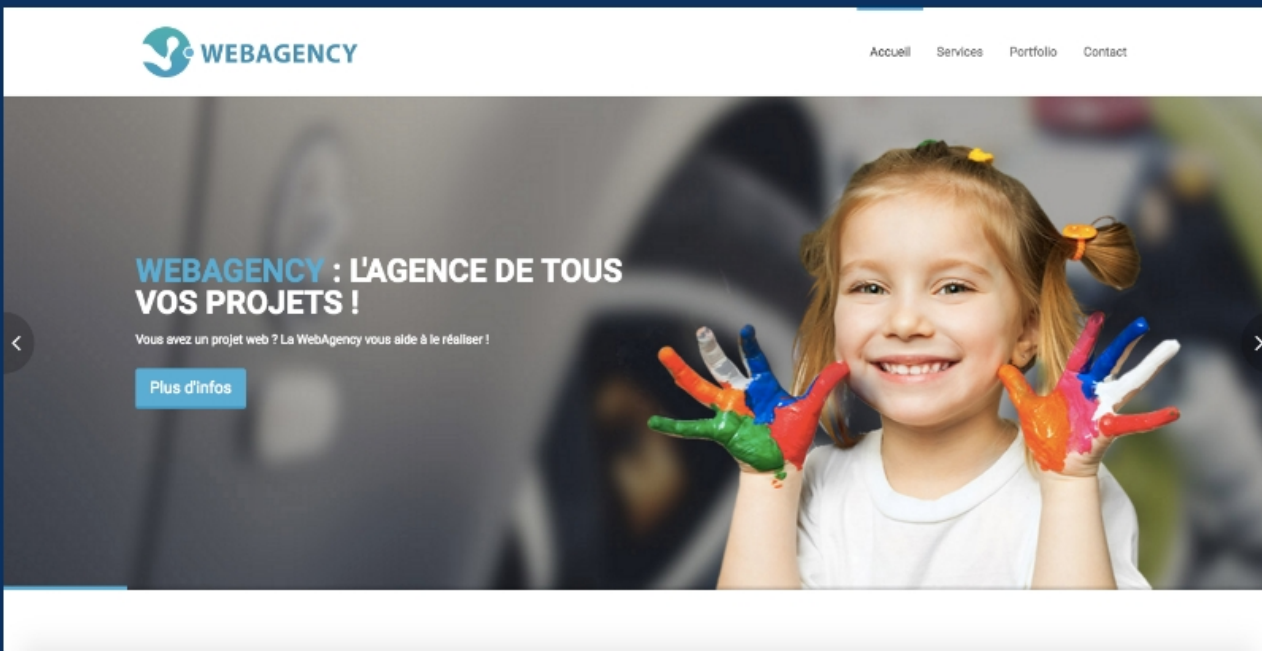 WEBAGENCY
Accueil Services Portfolio Contact
WEBAGENCY : L'AGENCE DE TOUS
VOS PROJETS !
Vous avez un projet web ? La WebAgency vous aide à le réaliser !
Plus d'infos